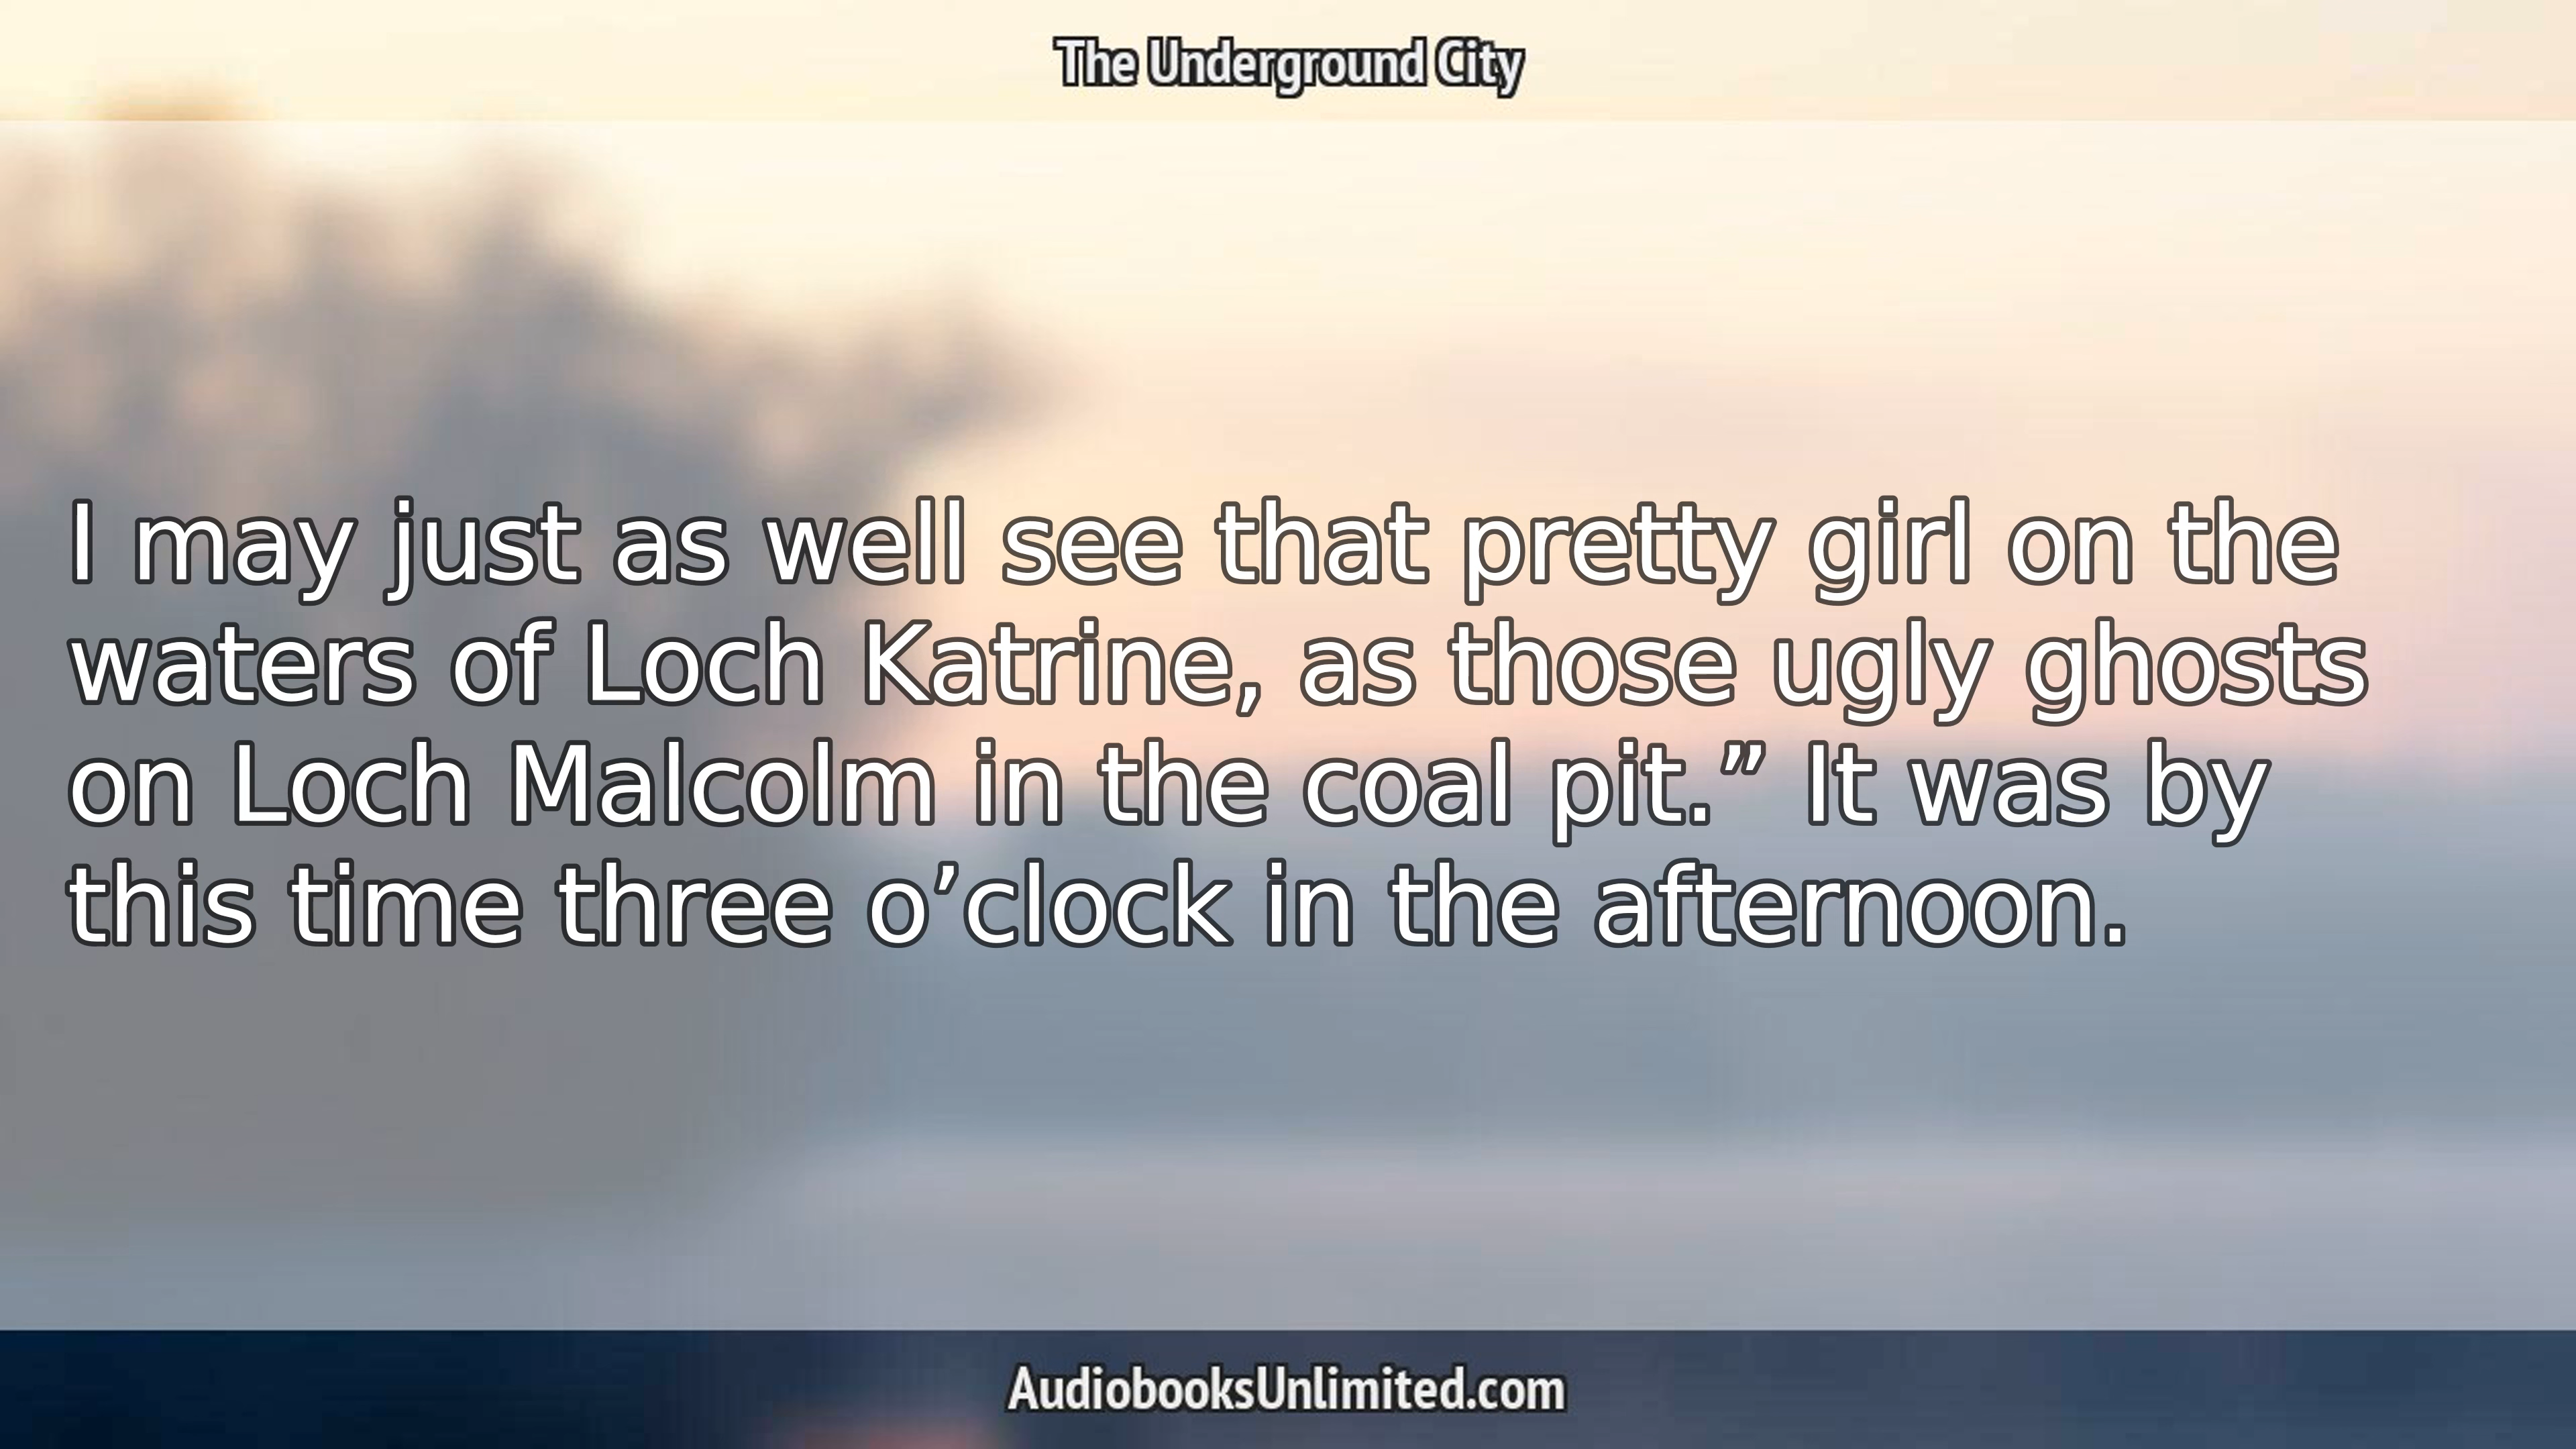 The Underground City
I may just as well see that pretty girl on the
waters of Loch Katrine, as those ugly ghosts
on Loch Malcolm in the coal pit.” It was by
this time three o’clock in the afternoon.
AudiobooksUnlimited.com